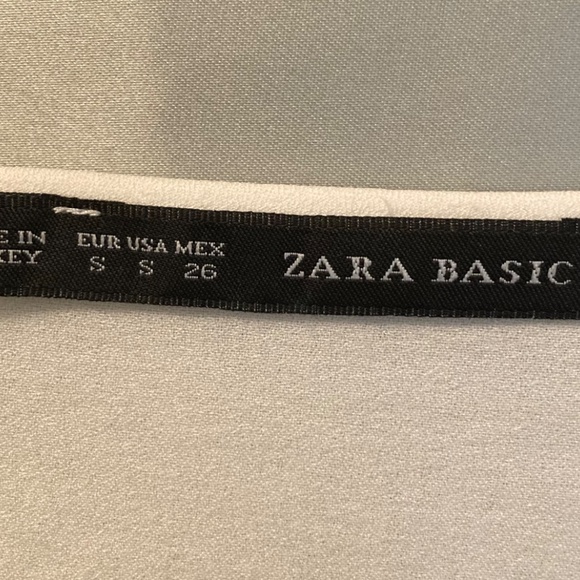 E IN
KEY
EUR USA MEX
S S 26
ZARA BASIC